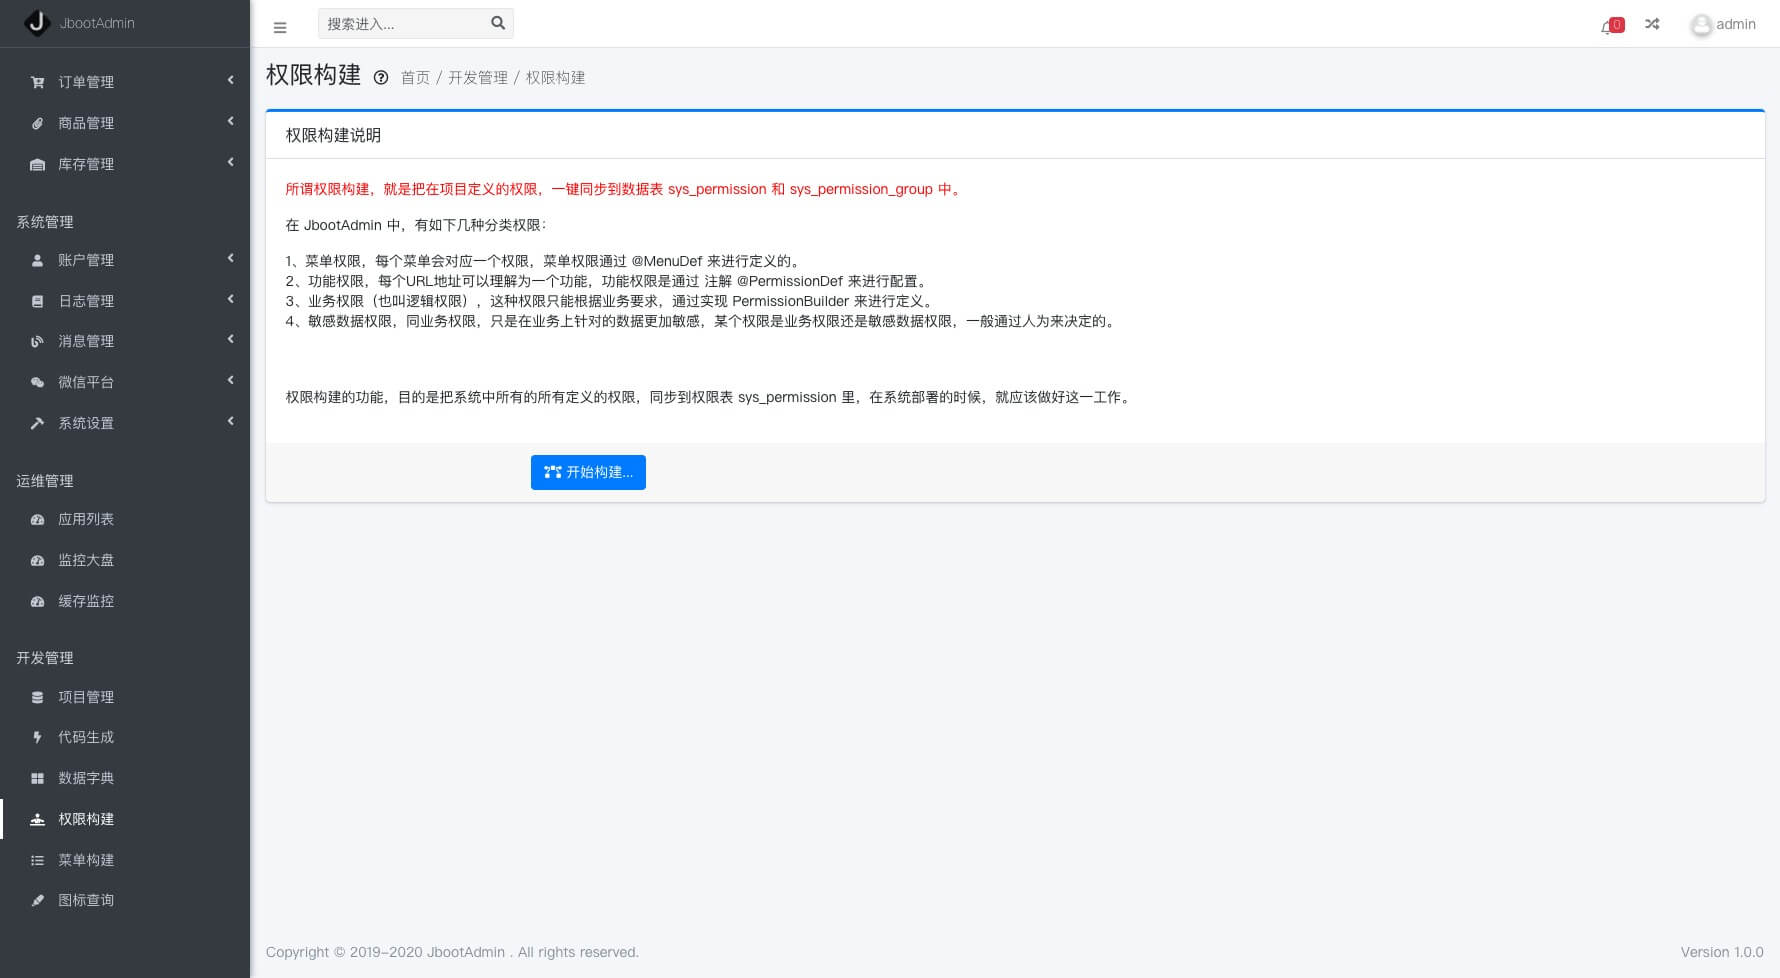 JbootAdmin
搜索进入...
0
admin
订单管理
商品管理
库存管理
系统管理
账户管理
日志管理
消息管理
微信平台
系统设置
运维管理
应用列表
监控大盘
缓存监控
开发管理
项目管理
代码生成
数据字典
权限构建
菜单构建
图标查询
权限构建 首页 / 开发管理 / 权限构建
权限构建说明
所谓权限构建，就是把在项目定义的权限，一键同步到数据表 sys_permission 和 sys_permission_group 中。
在 JbootAdmin 中，有如下几种分类权限：
1、菜单权限，每个菜单会对应一个权限，菜单权限通过 @MenuDef 来进行定义的。
2、功能权限，每个URL地址可以理解为一个功能，功能权限是通过 注解 @PermissionDef 来进行配置。
3、业务权限（也叫逻辑权限），这种权限只能根据业务要求，通过实现 PermissionBuilder 来进行定义。
4、敏感数据权限，同业务权限，只是在业务上针对的数据更加敏感，某个权限是业务权限还是敏感数据权限，一般通过人为来决定的。
权限构建的功能，目的是把系统中所有的所有定义的权限，同步到权限表 sys_permission 里，在系统部署的时候，就应该做好这一工作。
开始构建...
Copyright © 2019-2020 JbootAdmin . All rights reserved.
Version 1.0.0